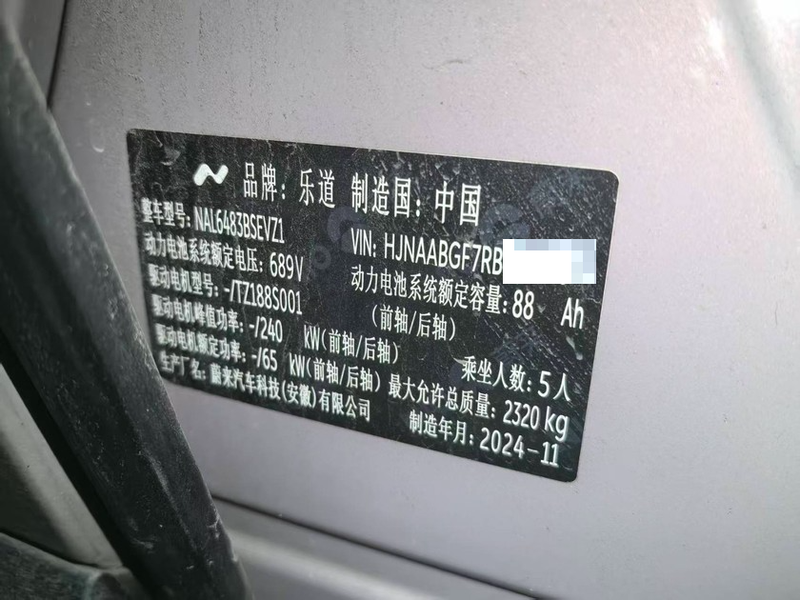 品牌: 乐道 制造国: 中国
整车型号: NAL6483BSEVZ1
VIN: HJNAABGF7RB
动力电池系统额定电压: 689V
动力电池系统额定容量: 88 Ah
驱动电机型号: -/TZ188S001
(前轴/后轴)
驱动电机峰值功率: -/240 kW(前轴/后轴)
乘坐人数: 5人
驱动电机额定功率: -/65 kW(前轴/后轴)
最大允许总质量: 2320kg
生产厂名: 蔚来汽车科技(安徽)有限公司
制造年月: 2024-11